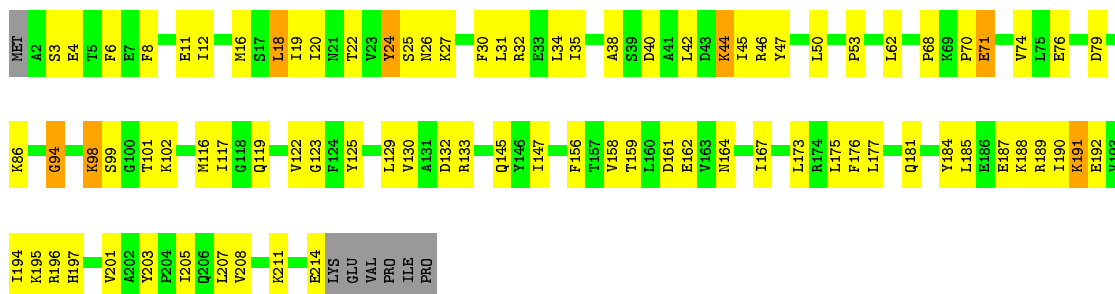 MET A2 S3 E4 T5 F6 E7 F8 E11 I12 M16 S17 L18 I19 I20 N21 T22 V23 Y24 S25 N26 K27 F30 L31 R32 E33 L34 I35 A38 S39 D40 A41 L42 D43 K44 I45 R46 Y47 L50 P53 L62 P68 K69 P70 E71 V74 L75 E76 D79
K86 G94 K98 S99 G100 T101 K102 M116 I117 G118 Q119 V122 G123 F124 Y125 L129 V130 A131 D132 R133 Q145 Y146 I147 F156 T157 V158 T159 L160 D161 E162 V163 N164 I167 L173 R174 L175 F176 L177 Q181 Y184 L185 E186 E187 K188 R189 I190 K191 E192 V193
I194 K195 R196 H197 V201 A202 Y203 P204 I205 Q206 L207 V208 K211 E214 LYS GLU VAL PRO ILE PRO